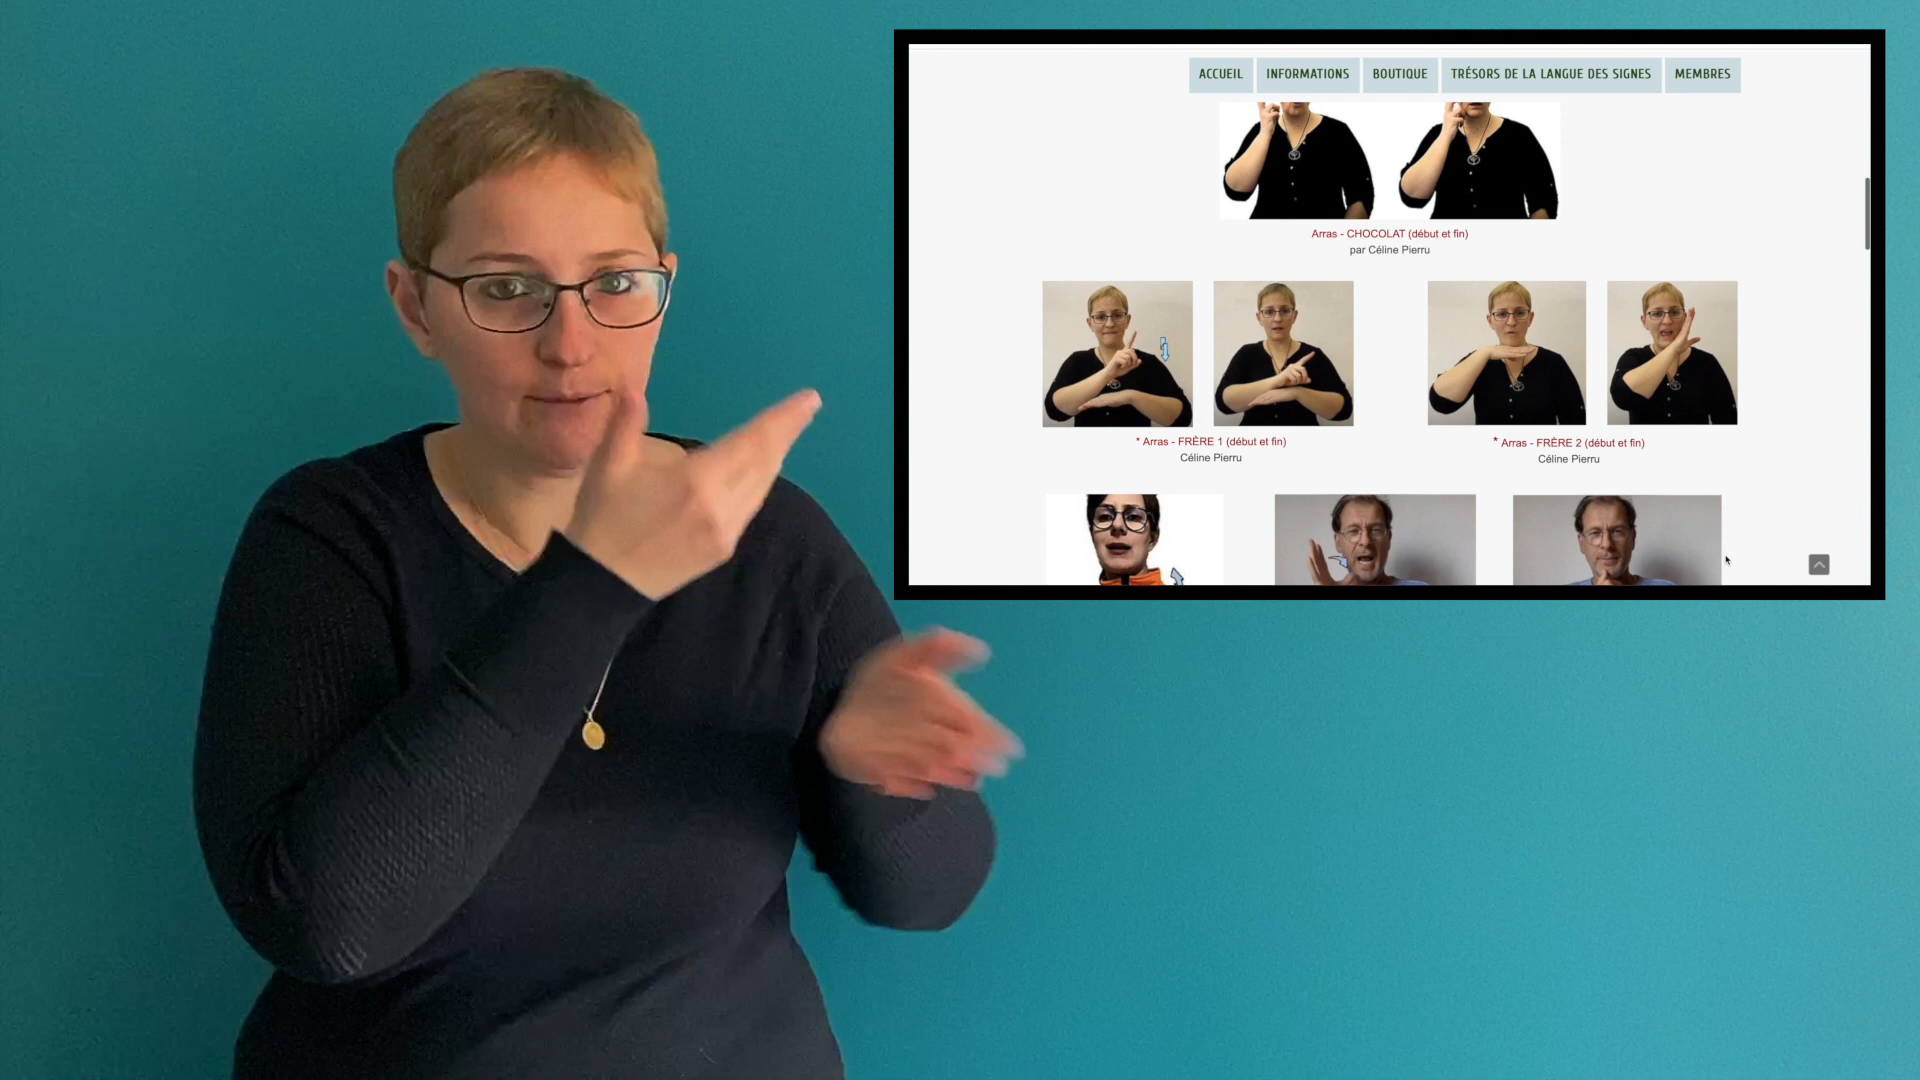 ACCUEIL INFORMATIONS BOUTIQUE TRÉSORS DE LA LANGUE DES SIGNES MEMBRES
Arras - CHOCOLAT (début et fin)
par Céline Pierru
* Arras - FRÈRE 1 (début et fin)
Céline Pierru
* Arras - FRÈRE 2 (début et fin)
Céline Pierru